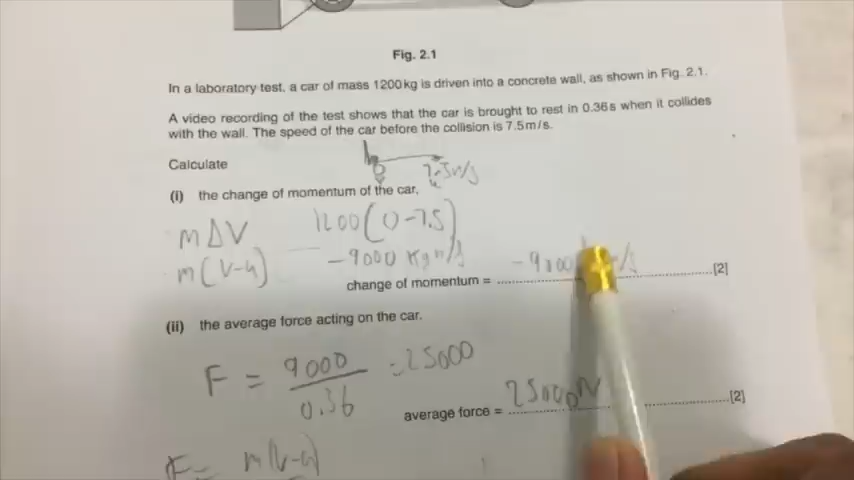 Fig. 2.1
In a laboratory test, a car of mass 1200 kg is driven into a concrete wall, as shown in Fig. 2.1.
A video recording of the test shows that the car is brought to rest in 0.36 s when it collides
with the wall. The speed of the car before the collision is 7.5 m/s.
Calculate
7.5m/s
(i) the change of momentum of the car,
m∆V 1200(0-7.5)
m(V-u) -9000 kgm/s
change of momentum = -9000 m/s [2]
(ii) the average force acting on the car.
F = 9000 / 0.36 = 25000
average force = 25000N [2]
F = m(V-u)